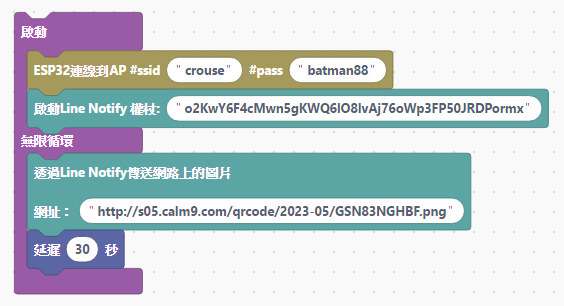 啟動
ESP32連線到AP #ssid " crouse " #pass " batman88 "
啟動Line Notify 權杖: " o2KwY6F4cMwn5gKWQ6lO8IvAj76oWp3FP50JRDPormx "
無限循環
透過Line Notify傳送網路上的圖片
網址： " http://s05.calm9.com/qrcode/2023-05/GSN83NGHBF.png "
延遲 30 秒